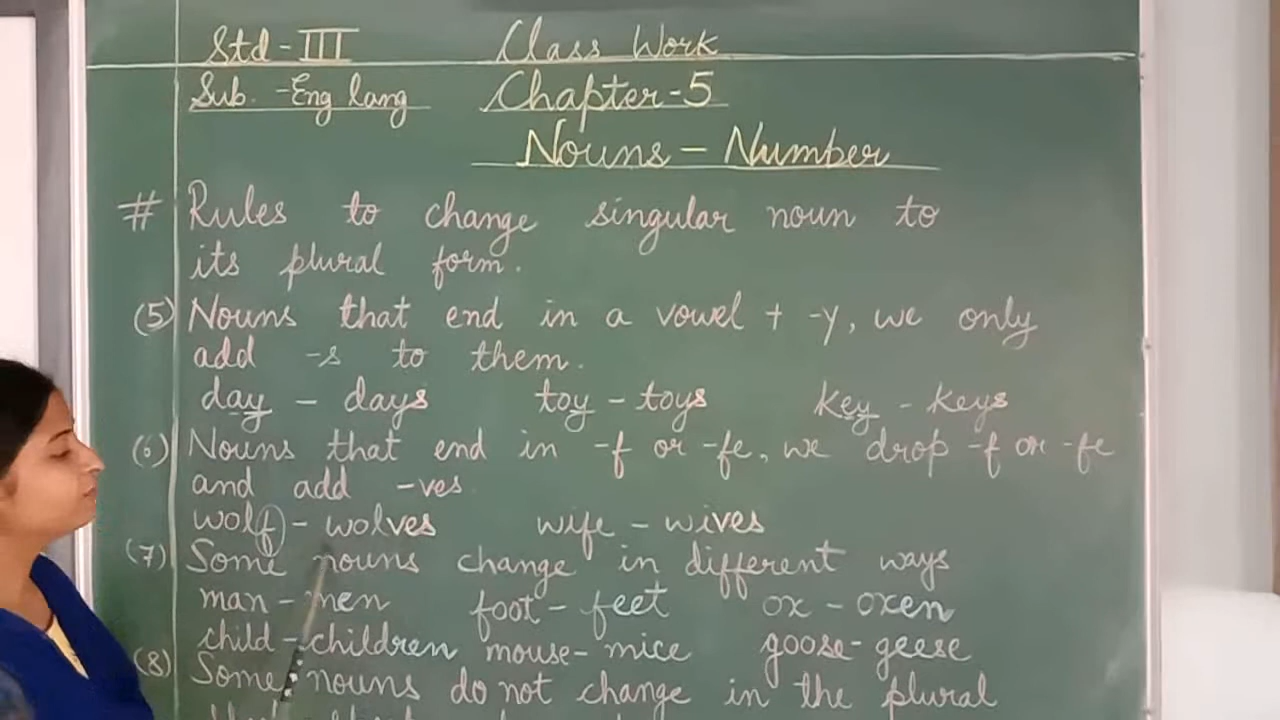 Std-III Class Work
Sub. -Eng lang Chapter-5
Nouns - Number
# Rules to change singular noun to
its plural form.
(5) Nouns that end in a vowel + -y, we only
add -s to them.
day - days toy - toys key - keys
(6) Nouns that end in -f or -fe, we drop -f or -fe
and add -ves
wolf - wolves wife - wives
(7) Some nouns change in different ways
man - men foot - feet ox - oxen
child - children mouse - mice goose - geese
(8) Some nouns do not change in the plural